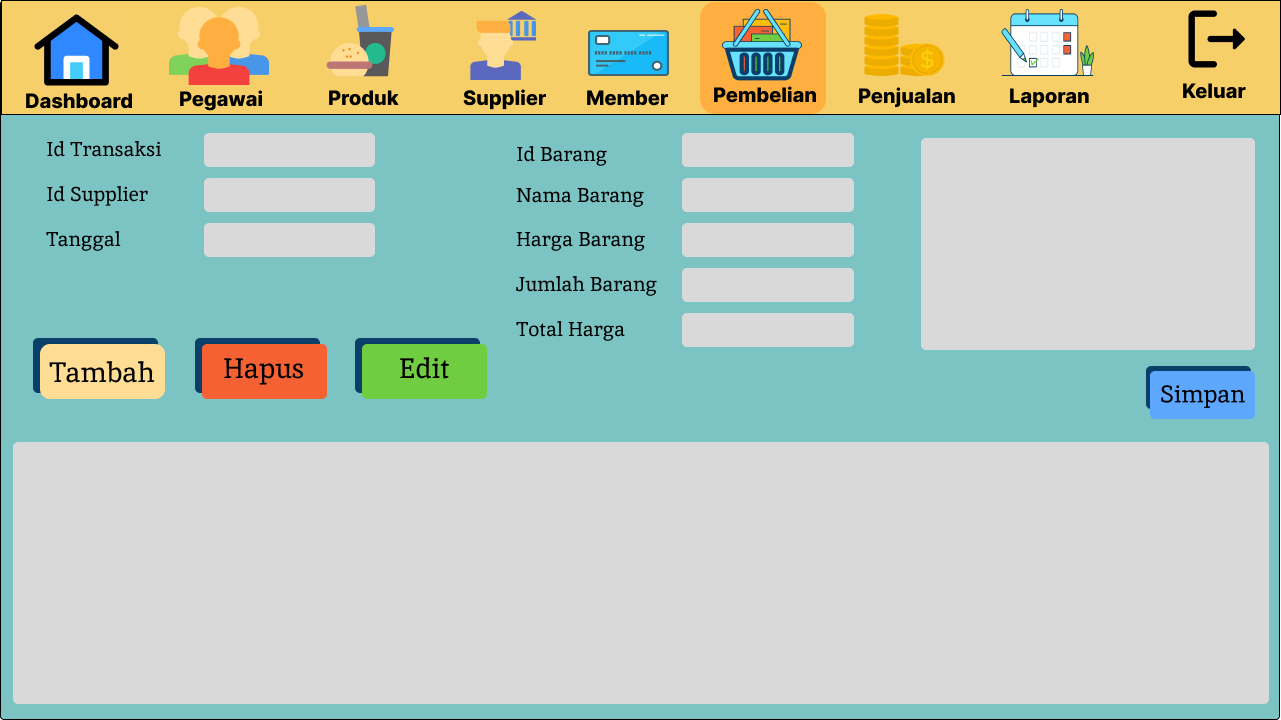 Dashboard
Pegawai
Produk
Supplier
Member
Pembelian
Penjualan
Laporan
Keluar
Id Transaksi
Id Supplier
Tanggal
Id Barang
Nama Barang
Harga Barang
Jumlah Barang
Total Harga
Tambah
Hapus
Edit
Simpan